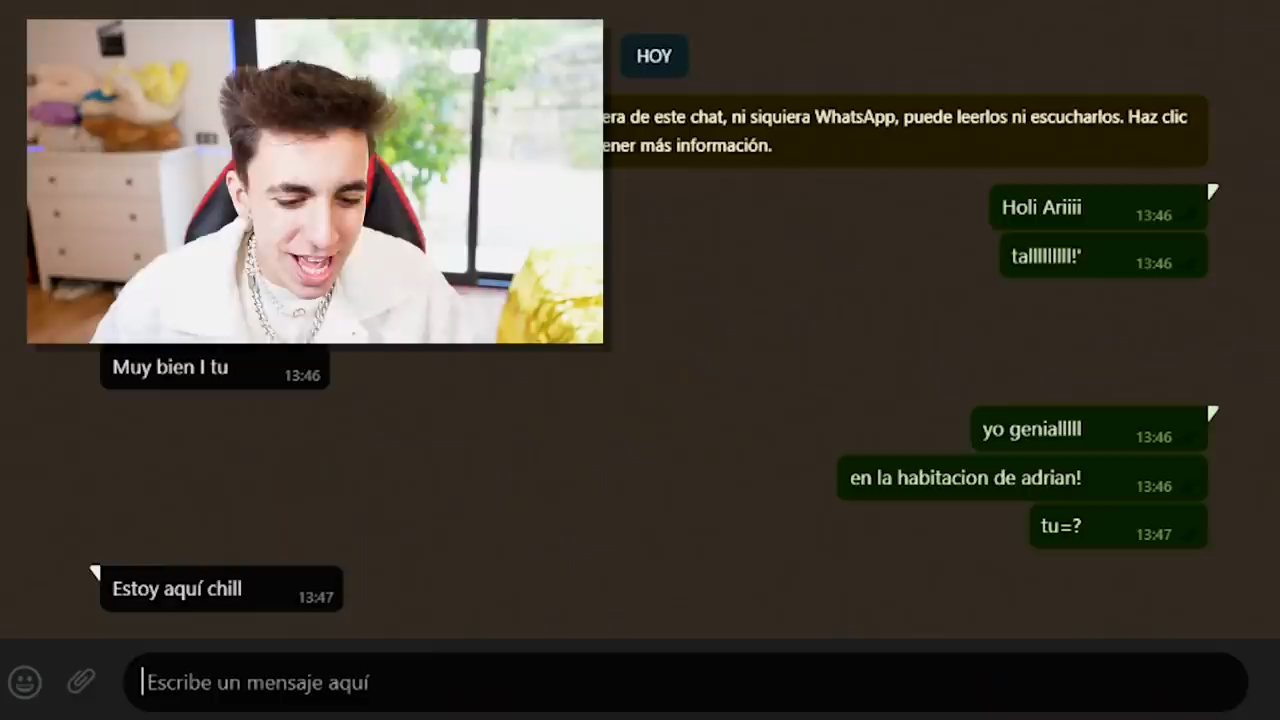 HOY
era de este chat, ni siquiera WhatsApp, puede leerlos ni escucharlos. Haz clic
ener más información.
Holi Ariiii 13:46
talllllllll!' 13:46
Muy bien I tu 13:46
yo genialllll 13:46
en la habitacion de adrian! 13:46
tu=? 13:47
Estoy aquí chill 13:47
Escribe un mensaje aquí